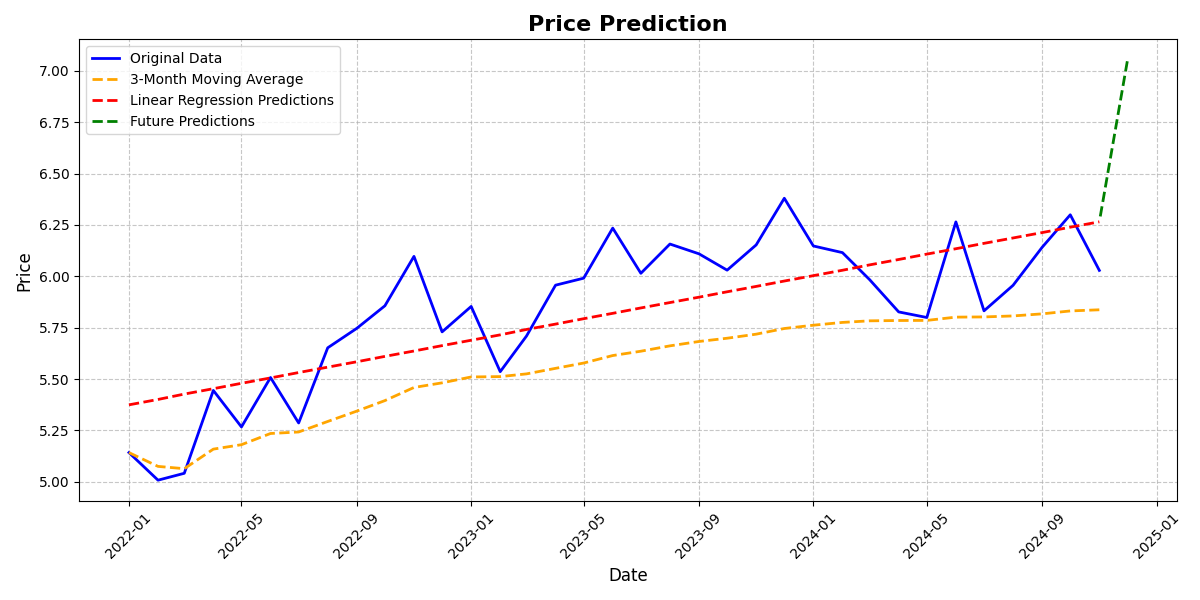 Price Prediction
Original Data
3-Month Moving Average
Linear Regression Predictions
Future Predictions
Price
7.00
6.75
6.50
6.25
6.00
5.75
5.50
5.25
5.00
2022-01
2022-05
2022-09
2023-01
2023-05
2023-09
2024-01
2024-05
2024-09
2025-01
Date